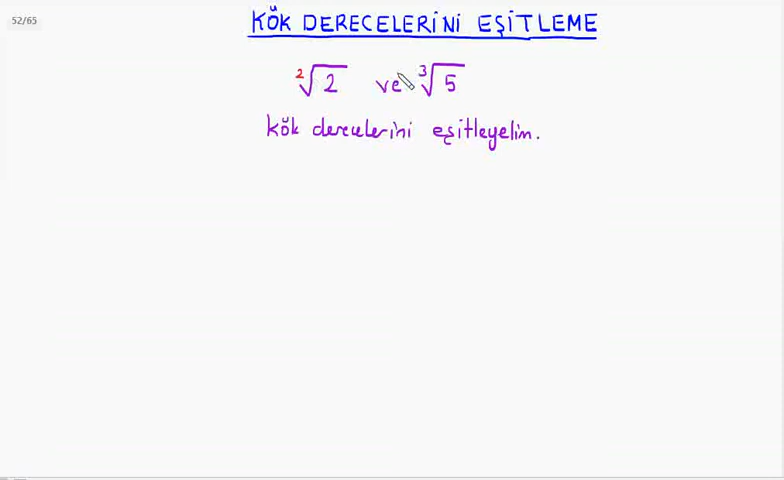 52/65
KÖK DERECELERİNİ EŞİTLEME
²√2 ve ³√5
kök derecelerini eşitleyelim.